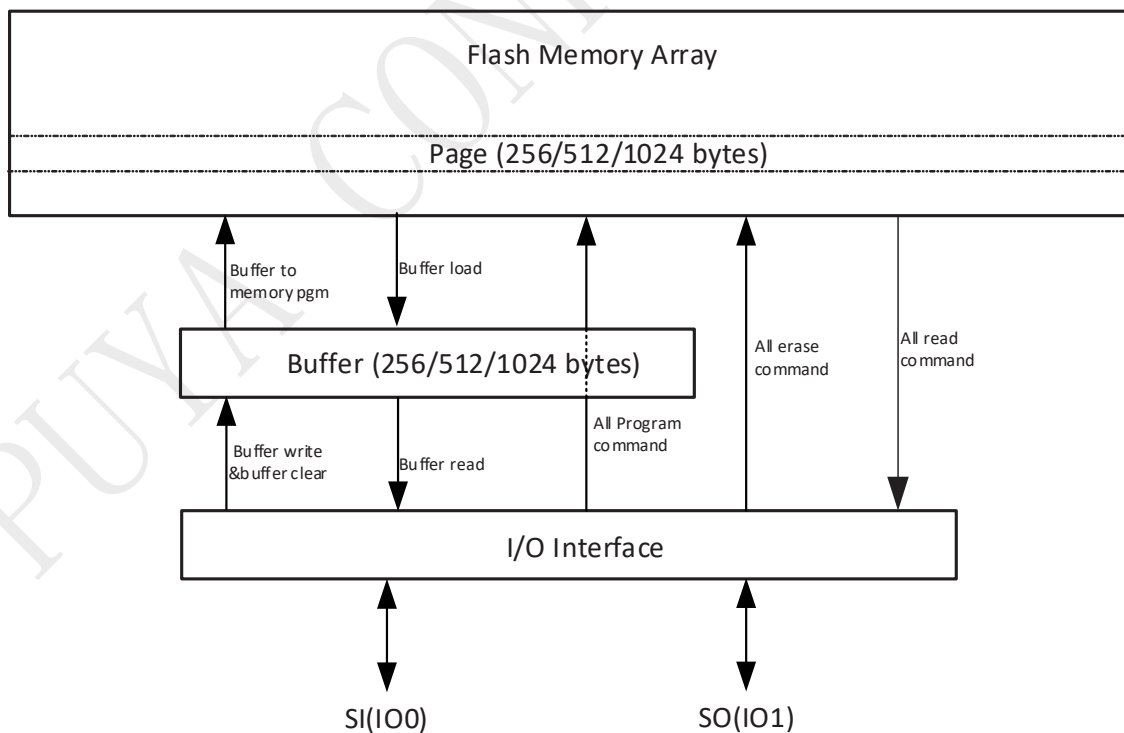 Flash Memory Array
Page (256/512/1024 bytes)
Buffer to
memory pgm
Buffer load
All erase
command
All read
command
Buffer (256/512/1024 bytes)
Buffer write
&buffer clear
Buffer read
All Program
command
I/O Interface
SI(IO0)
SO(IO1)
PUYA CON